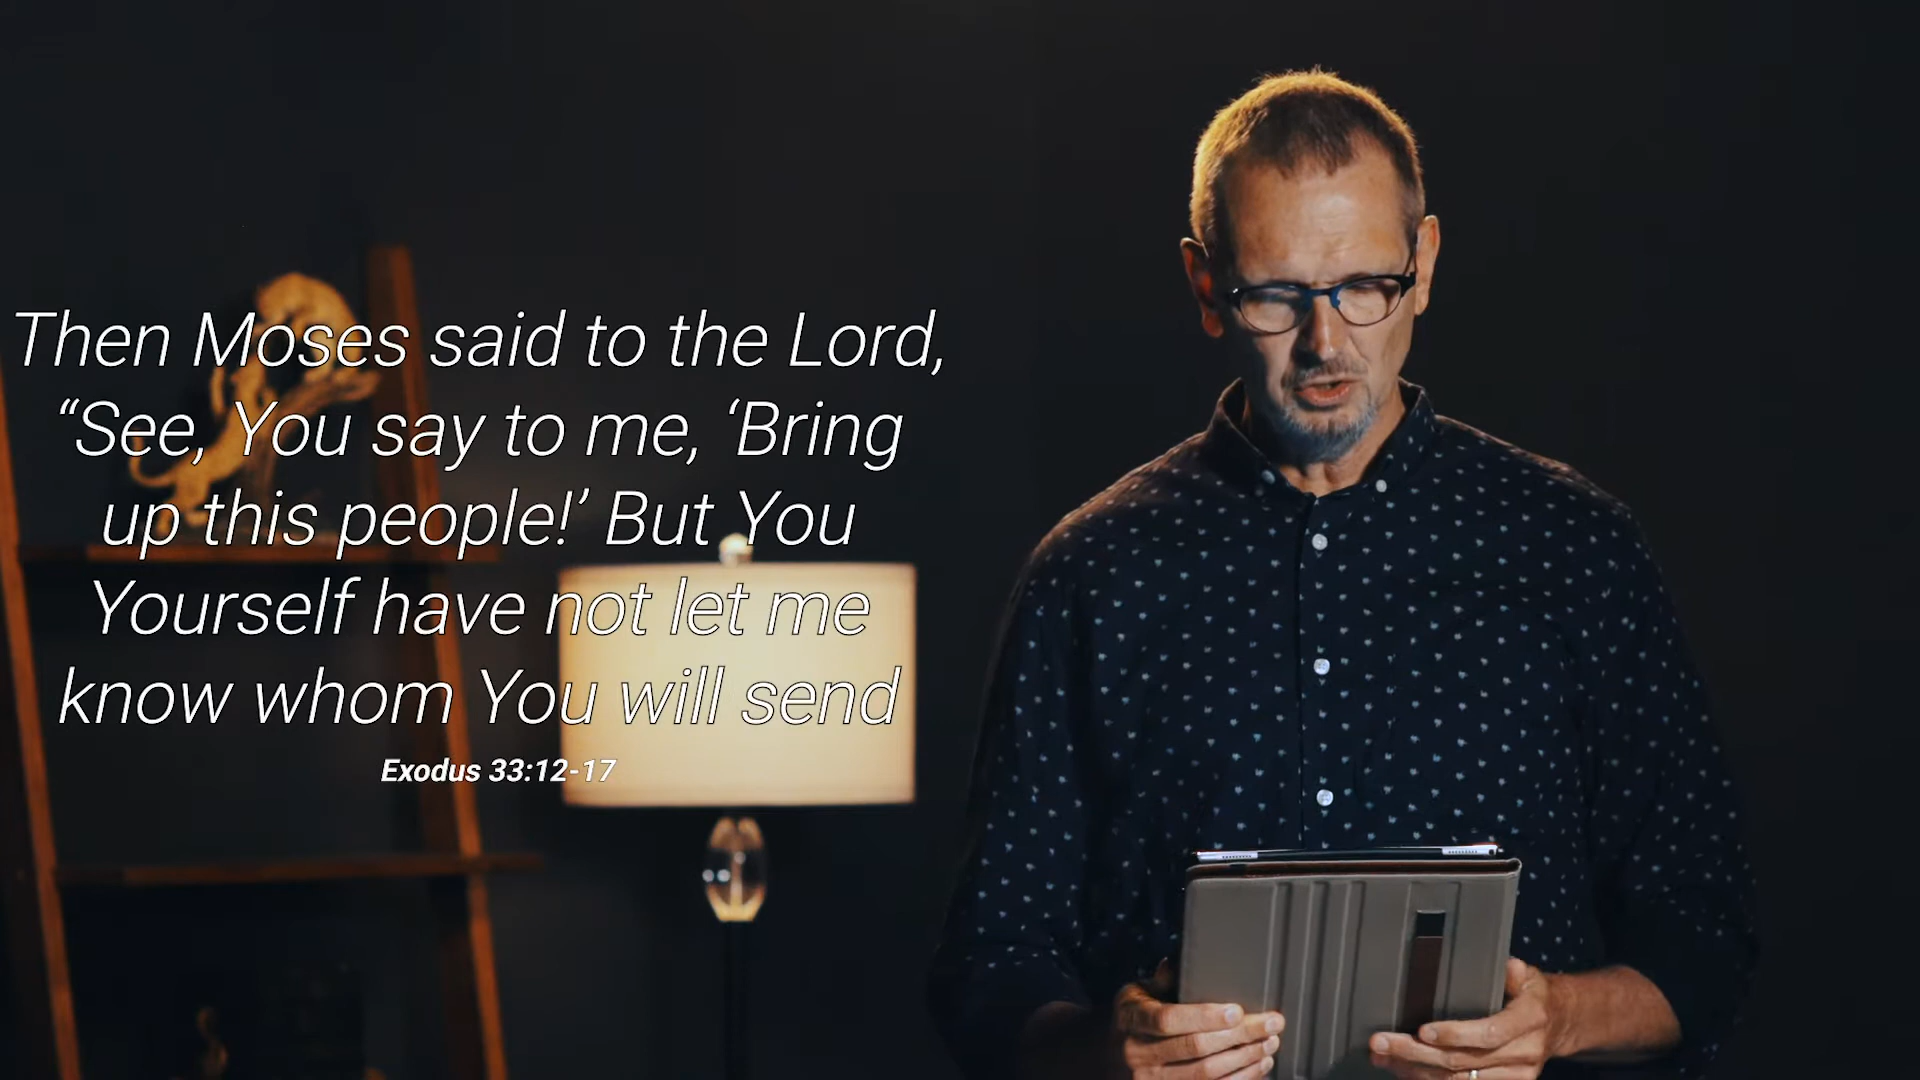 Then Moses said to the Lord,
“See, You say to me, ‘Bring
up this people!’ But You
Yourself have not let me
know whom You will send
Exodus 33:12-17